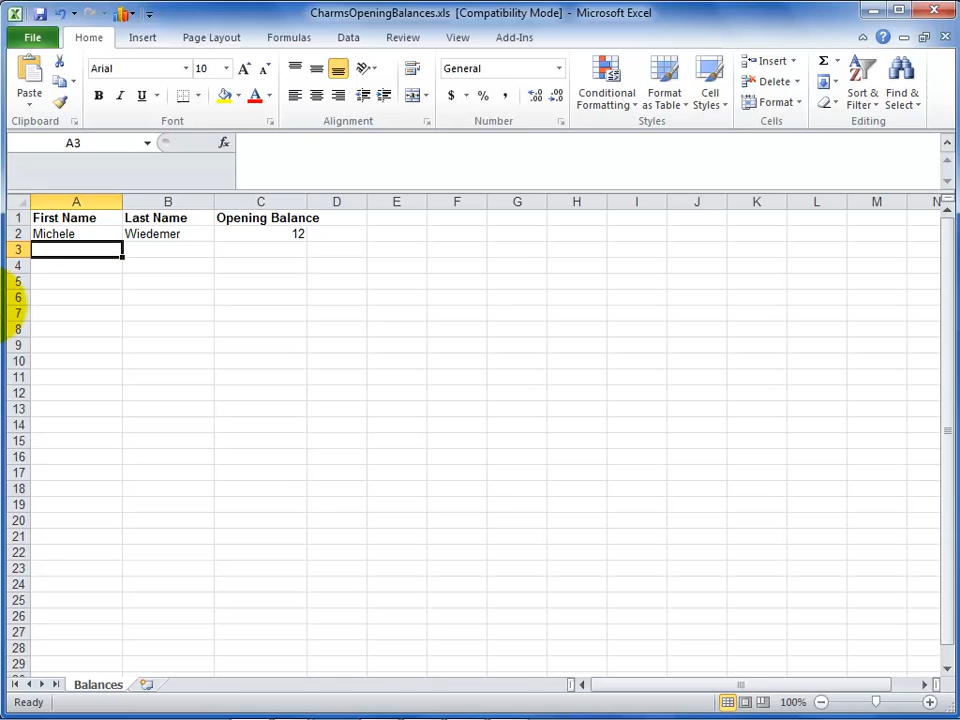 CharmsOpeningBalances.xls [Compatibility Mode] - Microsoft Excel
File Home Insert Page Layout Formulas Data Review View Add-Ins
Paste
Arial 10
B I U A
General
$ % ,
Conditional Formatting
Format as Table
Cell Styles
Insert
Delete
Format
Σ
Sort & Filter
Find & Select
Clipboard Font Alignment Number Styles Cells Editing
A3 fx
A B C D E F G H I J K L M N
1 First Name Last Name Opening Balance
2 Michele Wiedemer 12
3
4
5
6
7
8
9
10
11
12
13
14
15
16
17
18
19
20
21
22
23
24
25
26
27
28
29
Balances
Ready 100%